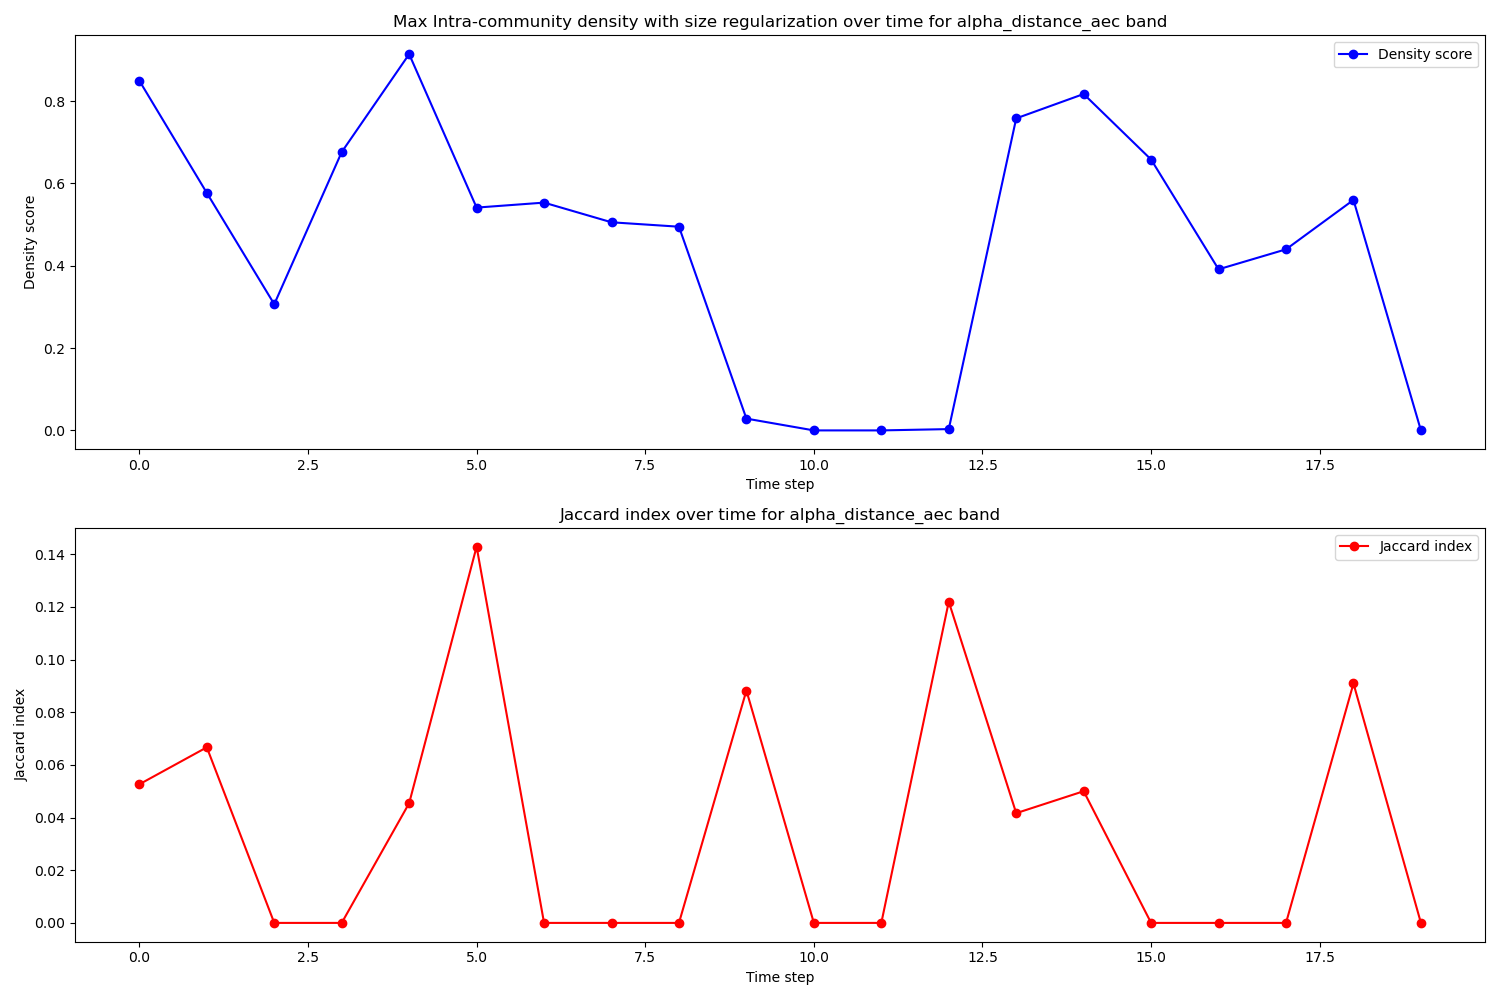 Max Intra-community density with size regularization over time for alpha_distance_aec band
Density score
Density score
0.8
0.6
0.4
0.2
0.0
0.0 2.5 5.0 7.5 10.0 12.5 15.0 17.5
Time step
Jaccard index over time for alpha_distance_aec band
Jaccard index
Jaccard index
0.14
0.12
0.10
0.08
0.06
0.04
0.02
0.00
0.0 2.5 5.0 7.5 10.0 12.5 15.0 17.5
Time step